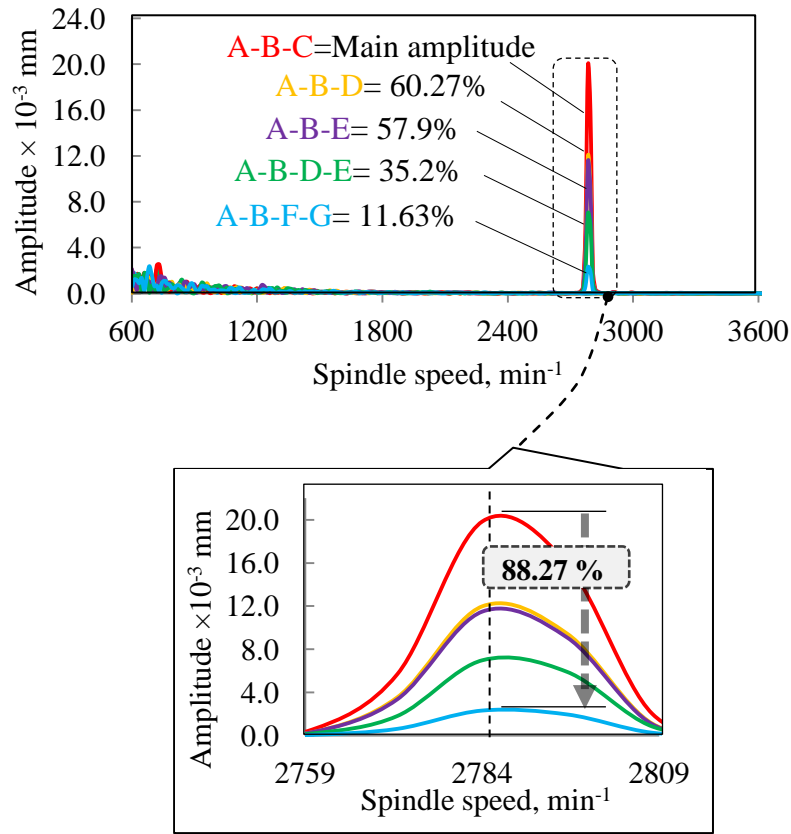 24.0
20.0
16.0
12.0
8.0
4.0
0.0
Amplitude × 10⁻³ mm
A-B-C=Main amplitude
A-B-D= 60.27%
A-B-E= 57.9%
A-B-D-E= 35.2%
A-B-F-G= 11.63%
600 1200 1800 2400 3000 3600
Spindle speed, min⁻¹
20.0
16.0
12.0
8.0
4.0
0.0
Amplitude ×10⁻³ mm
88.27 %
2759 2784 2809
Spindle speed, min⁻¹